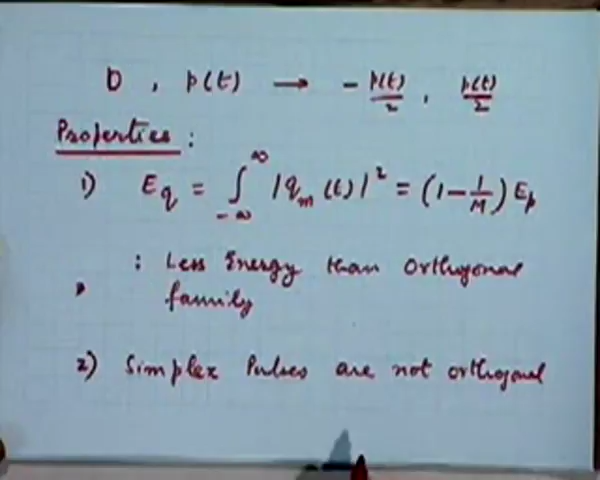 0 , p(t) → - p(t)/2 , p(t)/2
Properties :
1) E_q = ∫_{-∞}^{∞} |q_m(t)|² = (1 - 1/M) E_p
: Less Energy than Orthogonal
family
2) Simplex Pulses are not orthogonal